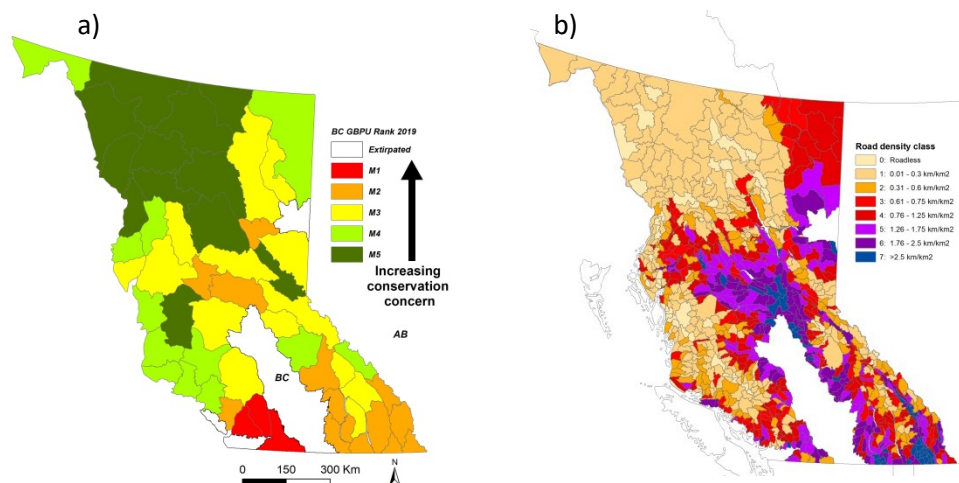 a)
BC GBPU Rank 2019
Extirpated
M1
M2
M3
M4
M5
Increasing
conservation
concern
AB
BC
0 150 300 Km
N
b)
Road density class
0: Roadless
1: 0.01 - 0.3 km/km2
2: 0.31 - 0.6 km/km2
3: 0.61 - 0.75 km/km2
4: 0.76 - 1.25 km/km2
5: 1.26 - 1.75 km/km2
6: 1.76 - 2.5 km/km2
7: >2.5 km/km2